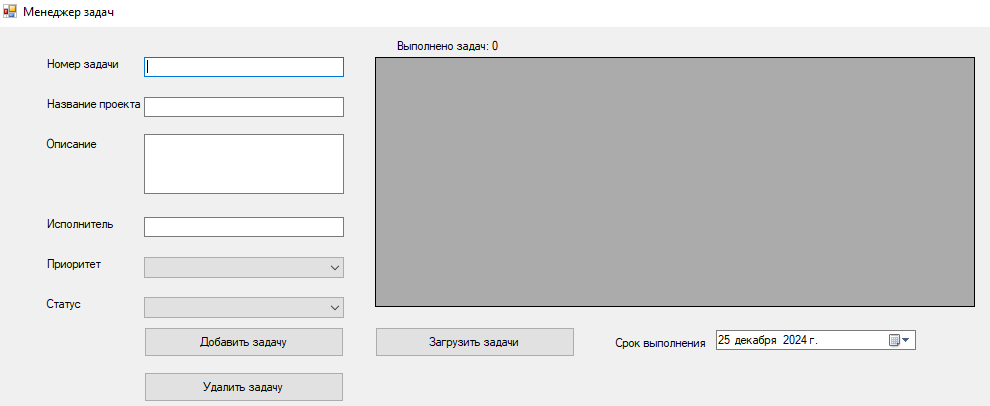 Менеджер задач
Выполнено задач: 0
Номер задачи
Название проекта
Описание
Исполнитель
Приоритет
Статус
Добавить задачу
Загрузить задачи
Срок выполнения
25 декабря 2024 г.
Удалить задачу